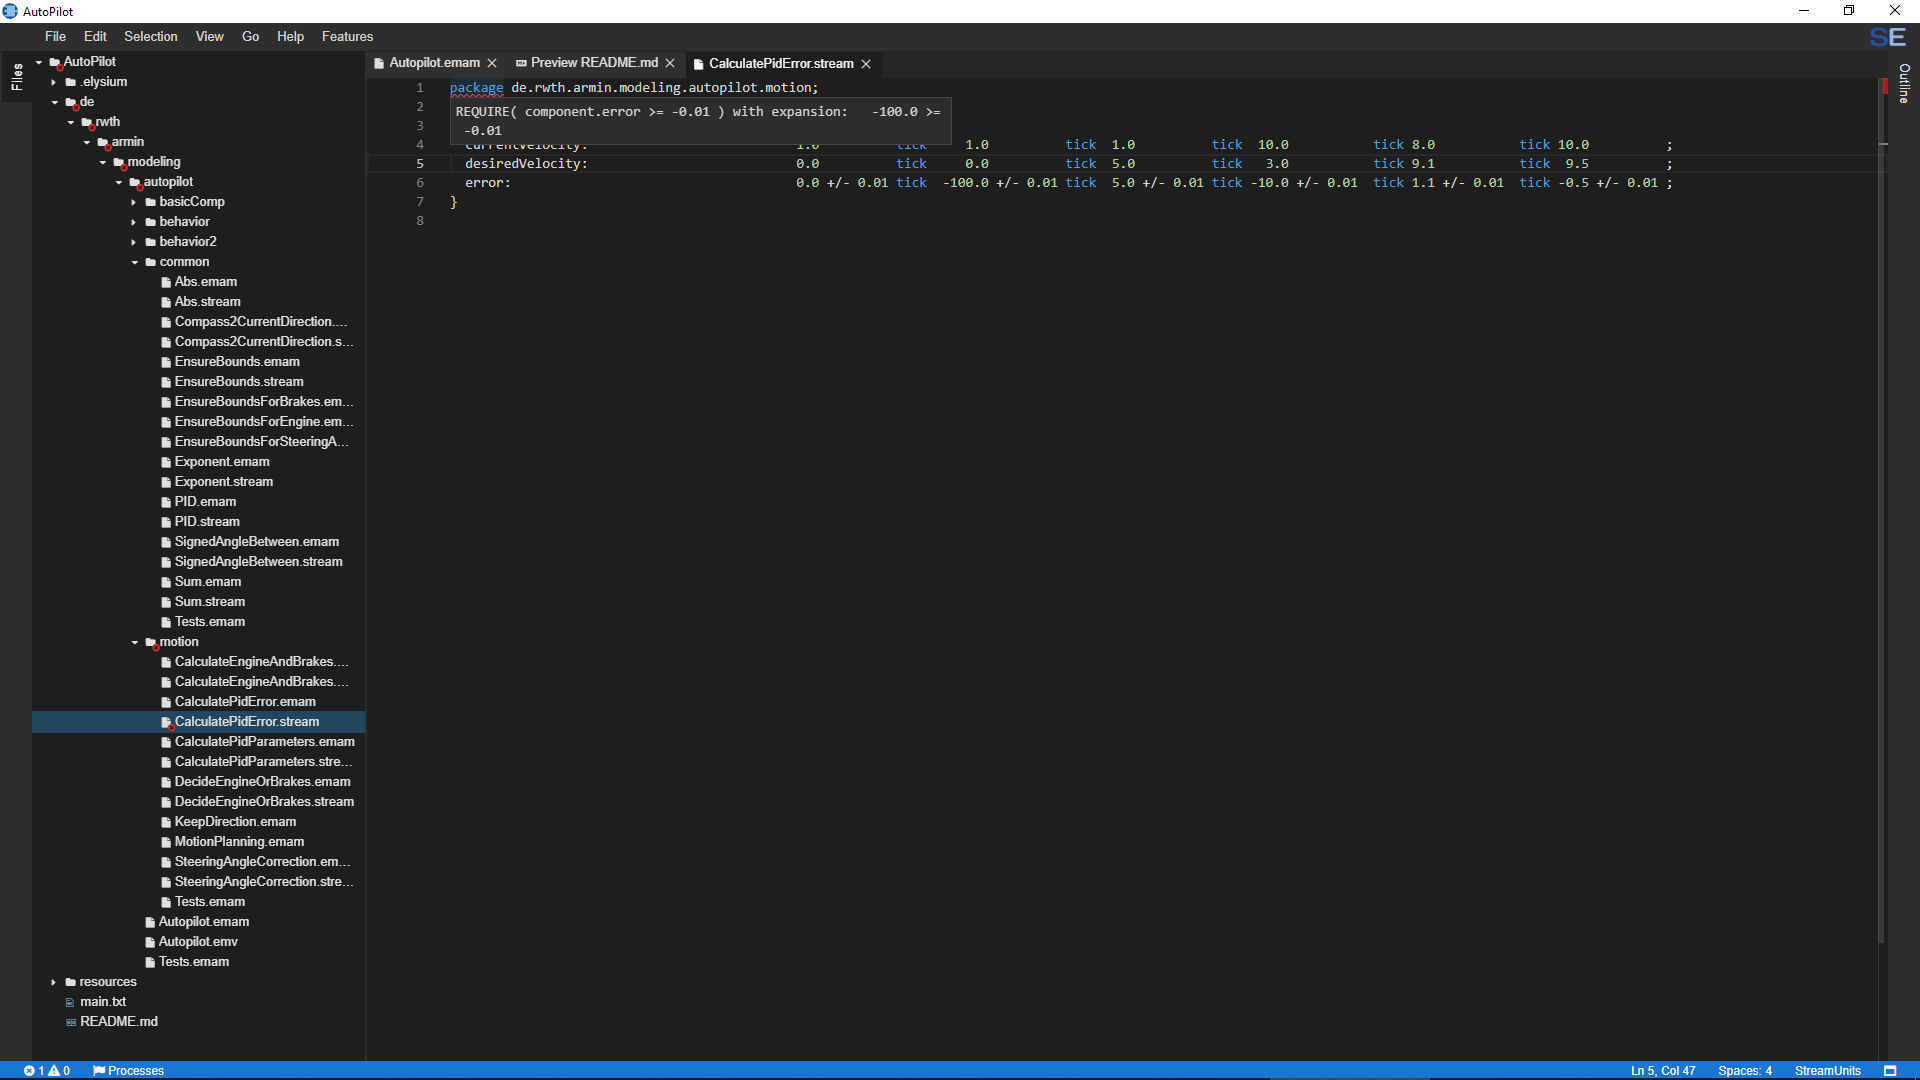 AutoPilot
File Edit Selection View Go Help Features
SE
Files
AutoPilot
.elysium
de
rwth
armin
modeling
autopilot
basicComp
behavior
behavior2
common
Abs.emam
Abs.stream
Compass2CurrentDirection....
Compass2CurrentDirection.s...
EnsureBounds.emam
EnsureBounds.stream
EnsureBoundsForBrakes.em...
EnsureBoundsForEngine.em...
EnsureBoundsForSteeringA...
Exponent.emam
Exponent.stream
PID.emam
PID.stream
SignedAngleBetween.emam
SignedAngleBetween.stream
Sum.emam
Sum.stream
Tests.emam
motion
CalculateEngineAndBrakes....
CalculateEngineAndBrakes....
CalculatePidError.emam
CalculatePidError.stream
CalculatePidParameters.emam
CalculatePidParameters.stre...
DecideEngineOrBrakes.emam
DecideEngineOrBrakes.stream
KeepDirection.emam
MotionPlanning.emam
SteeringAngleCorrection.em...
SteeringAngleCorrection.stre...
Tests.emam
Autopilot.emam
Autopilot.emv
Tests.emam
resources
main.txt
README.md
Autopilot.emam Preview README.md CalculatePidError.stream
1 package de.rwth.armin.modeling.autopilot.motion;
2
REQUIRE( component.error >= -0.01 ) with expansion: -100.0 >=
3
-0.01
4 currentVelocity: 1.0 tick 1.0 tick 1.0 tick 10.0 tick 8.0 tick 10.0 ;
5 desiredVelocity: 0.0 tick 0.0 tick 5.0 tick 3.0 tick 9.1 tick 9.5 ;
6 error: 0.0 +/- 0.01 tick -100.0 +/- 0.01 tick 5.0 +/- 0.01 tick -10.0 +/- 0.01 tick 1.1 +/- 0.01 tick -0.5 +/- 0.01 ;
7 }
8
Outline
1 0 Processes
Ln 5, Col 47 Spaces: 4 StreamUnits